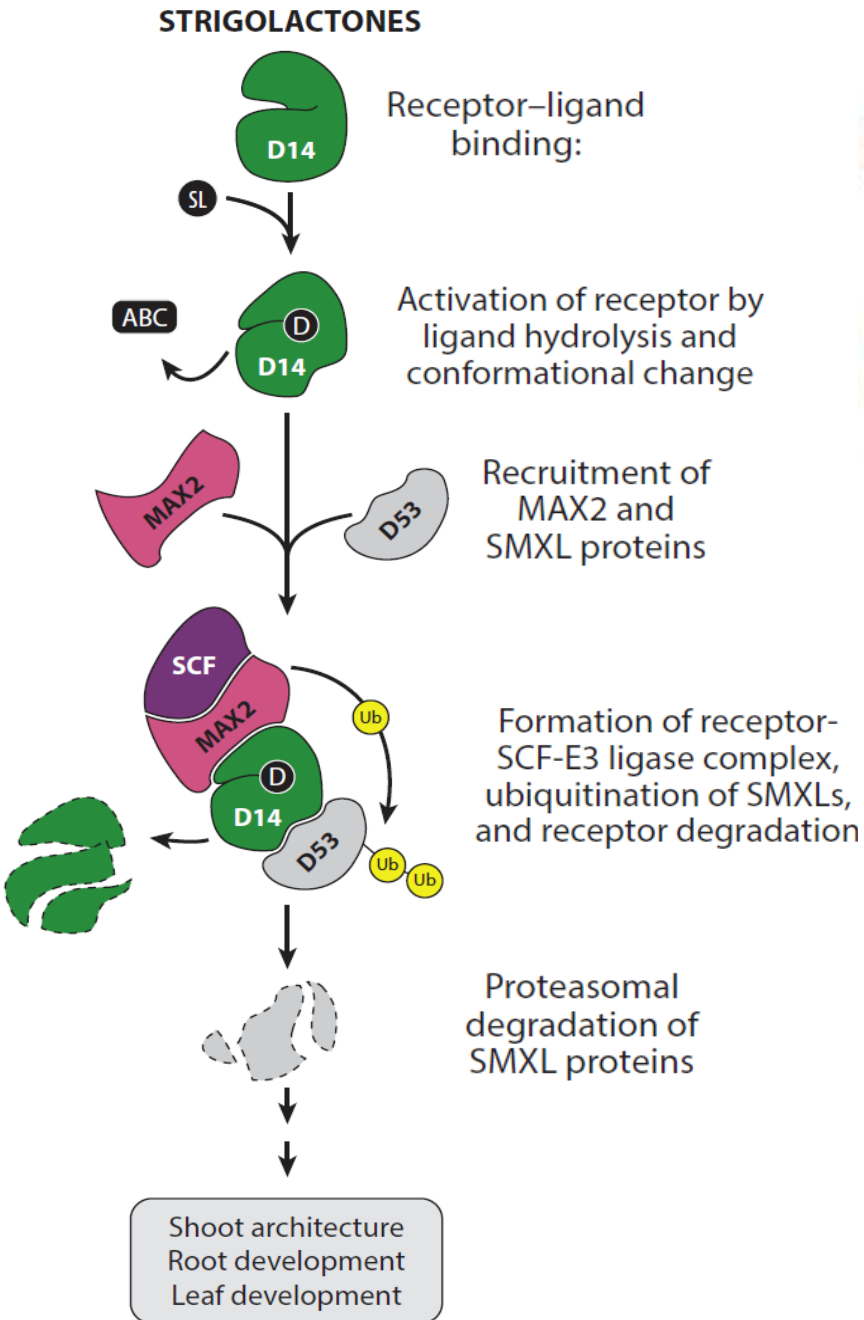 STRIGOLACTONES
D14
Receptor–ligand
binding:
SL
ABC
D
D14
Activation of receptor by
ligand hydrolysis and
conformational change
MAX2
D53
Recruitment of
MAX2 and
SMXL proteins
SCF
MAX2
Ub
D
D14
D53
Ub
Ub
Formation of receptor-
SCF-E3 ligase complex,
ubiquitination of SMXLs,
and receptor degradation
Proteasomal
degradation of
SMXL proteins
Shoot architecture
Root development
Leaf development